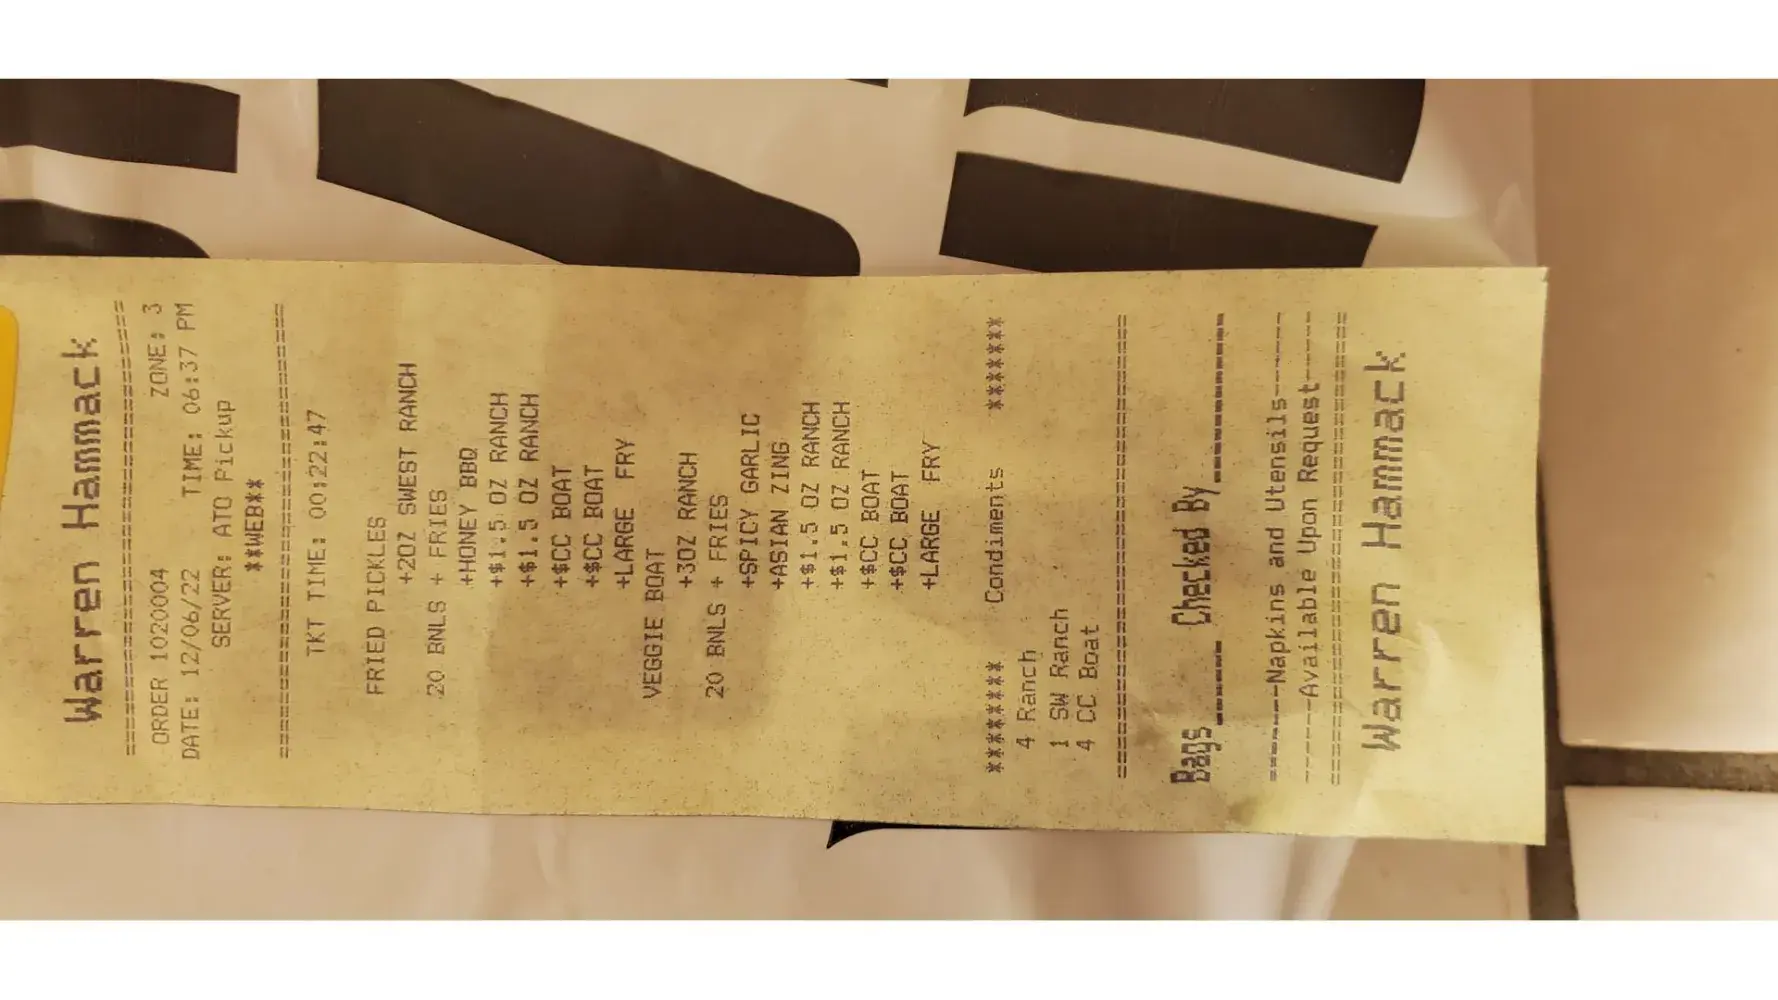 Warren Hammack
==============================
ORDER 1020004 ZONE: 3
DATE: 12/06/22 TIME: 06:37 PM
SERVER: ATO Pickup
**WEB**
==============================
TKT TIME: 00:22:47
FRIED PICKLES
+2OZ SWEST RANCH
20 BNLS + FRIES
+HONEY BBQ
+$1.5 OZ RANCH
+$1.5 OZ RANCH
+$CC BOAT
+$CC BOAT
+LARGE FRY
VEGGIE BOAT
+3OZ RANCH
20 BNLS + FRIES
+SPICY GARLIC
+ASIAN ZING
+$1.5 OZ RANCH
+$1.5 OZ RANCH
+$CC BOAT
+$CC BOAT
+LARGE FRY
******** Condiments *******
4 Ranch
1 SW Ranch
4 CC Boat
==============================
Bags____ Checked By__________
------Napkins and Utensils------
-----Available Upon Request-----
==============================
Warren Hammack